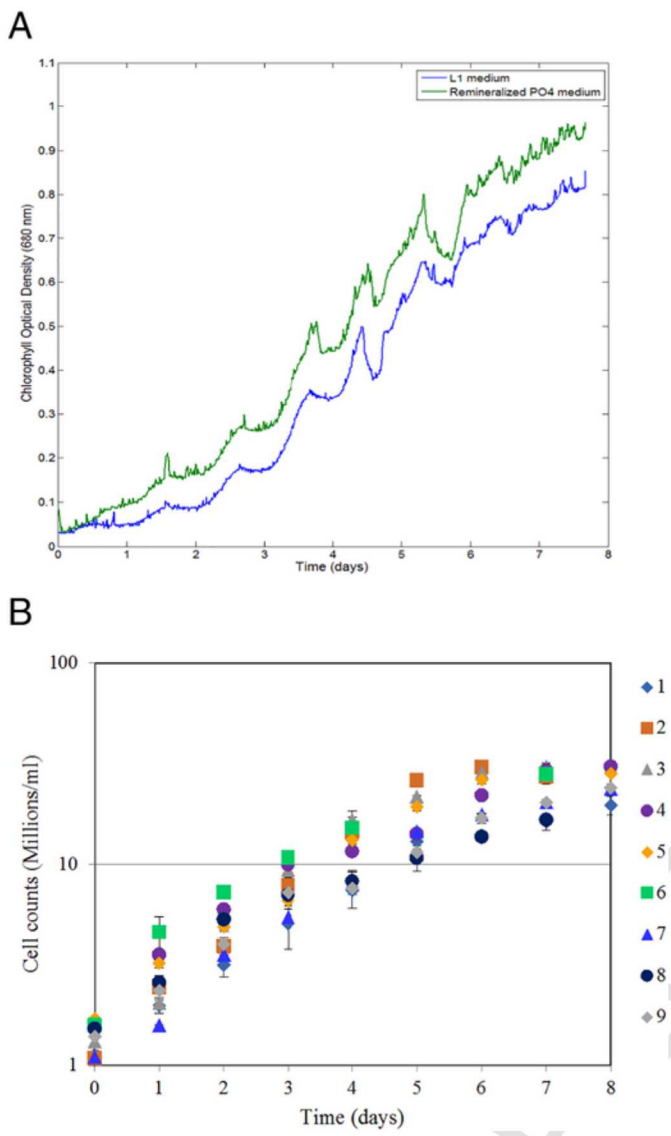 A
1.1
1
0.9
0.8
0.7
0.6
0.5
0.4
0.3
0.2
0.1
0
Chlorophyll Optical Density (680 nm)
L1 medium
Remineralized PO4 medium
0 1 2 3 4 5 6 7 8
Time (days)
B
100
10
1
Cell counts (Millions/ml)
0 1 2 3 4 5 6 7 8
Time (days)
1
2
3
4
5
6
7
8
9